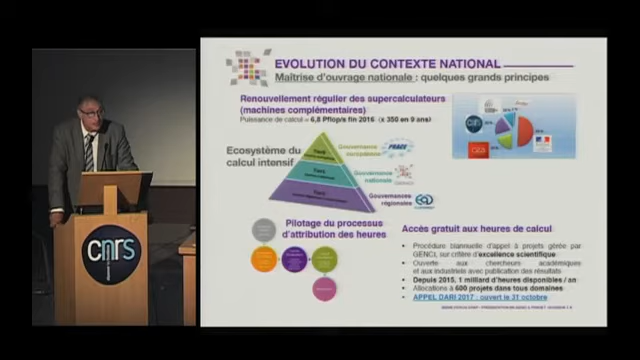 EVOLUTION DU CONTEXTE NATIONAL
Maîtrise d'ouvrage nationale : quelques grands principes
Renouvellement régulier des supercalculateurs
(machines complémentaires)
Puissance de calcul = 6,8 Pflop/s fin 2016 (x 350 en 9 ans)
Ecosystème du
calcul intensif
Gouvernance
européenne
PRACE
Gouvernance
nationale
Gouvernances
régionales
Pilotage du processus
d'attribution des heures
Accès gratuit aux heures de calcul
Procédure biannuelle d'appel à projets gérée par
GENCI, sur critère d'excellence scientifique
Ouverte aux chercheurs académiques
et aux industriels avec publication des résultats
Depuis 2015, 1 milliard d'heures disponibles / an
Allocations à 600 projets dans tous domaines
APPEL DARI 2017 : ouvert le 31 octobre
cnrs